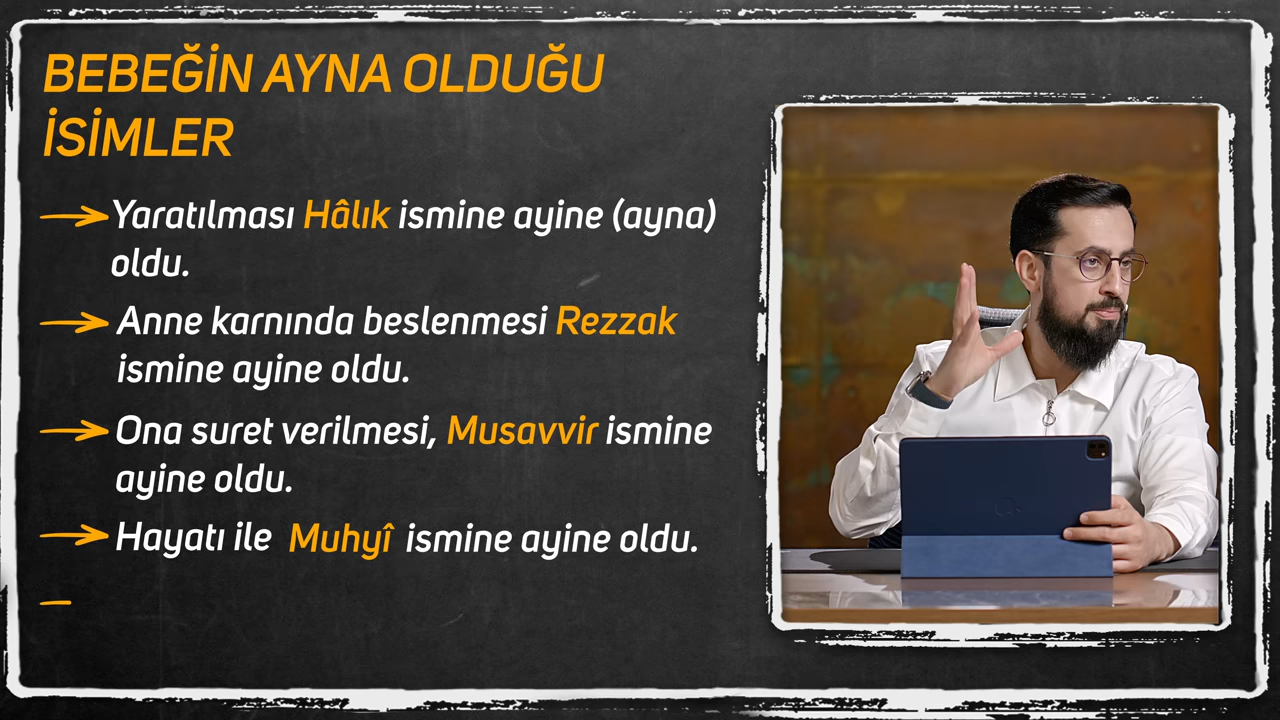 BEBEĞİN AYNA OLDUĞU
İSİMLER
Yaratılması Hâlık ismine ayine (ayna)
oldu.
Anne karnında beslenmesi Rezzak
ismine ayine oldu.
Ona suret verilmesi, Musavvir ismine
ayine oldu.
Hayatı ile Muhyî ismine ayine oldu.